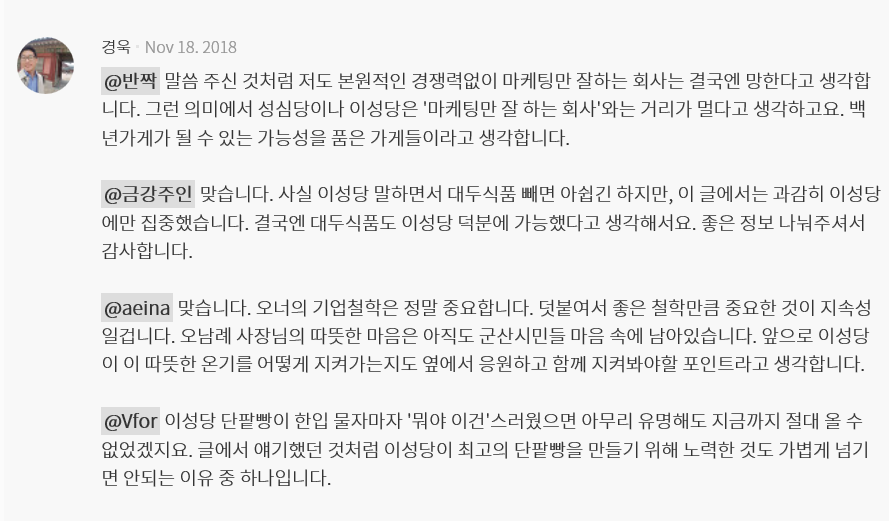 경욱 · Nov 18. 2018
@반짝 말씀 주신 것처럼 저도 본원적인 경쟁력없이 마케팅만 잘하는 회사는 결국엔 망한다고 생각합
니다. 그런 의미에서 성심당이나 이성당은 '마케팅만 잘 하는 회사'와는 거리가 멀다고 생각하고요. 백
년가게가 될 수 있는 가능성을 품은 가게들이라고 생각합니다.
@금강주인 맞습니다. 사실 이성당 말하면서 대두식품 빼면 아쉽긴 하지만, 이 글에서는 과감히 이성당
에만 집중했습니다. 결국엔 대두식품도 이성당 덕분에 가능했다고 생각해서요. 좋은 정보 나눠주셔서
감사합니다.
@aeina 맞습니다. 오너의 기업철학은 정말 중요합니다. 덧붙여서 좋은 철학만큼 중요한 것이 지속성
일겁니다. 오남례 사장님의 따뜻한 마음은 아직도 군산시민들 마음 속에 남아있습니다. 앞으로 이성당
이 이 따뜻한 온기를 어떻게 지켜가는지도 옆에서 응원하고 함께 지켜봐야할 포인트라고 생각합니다.
@Vfor 이성당 단팥빵이 한입 물자마자 '뭐야 이건'스러웠으면 아무리 유명해도 지금까지 절대 올 수
없었겠지요. 글에서 얘기했던 것처럼 이성당이 최고의 단팥빵을 만들기 위해 노력한 것도 가볍게 넘기
면 안되는 이유 중 하나입니다.